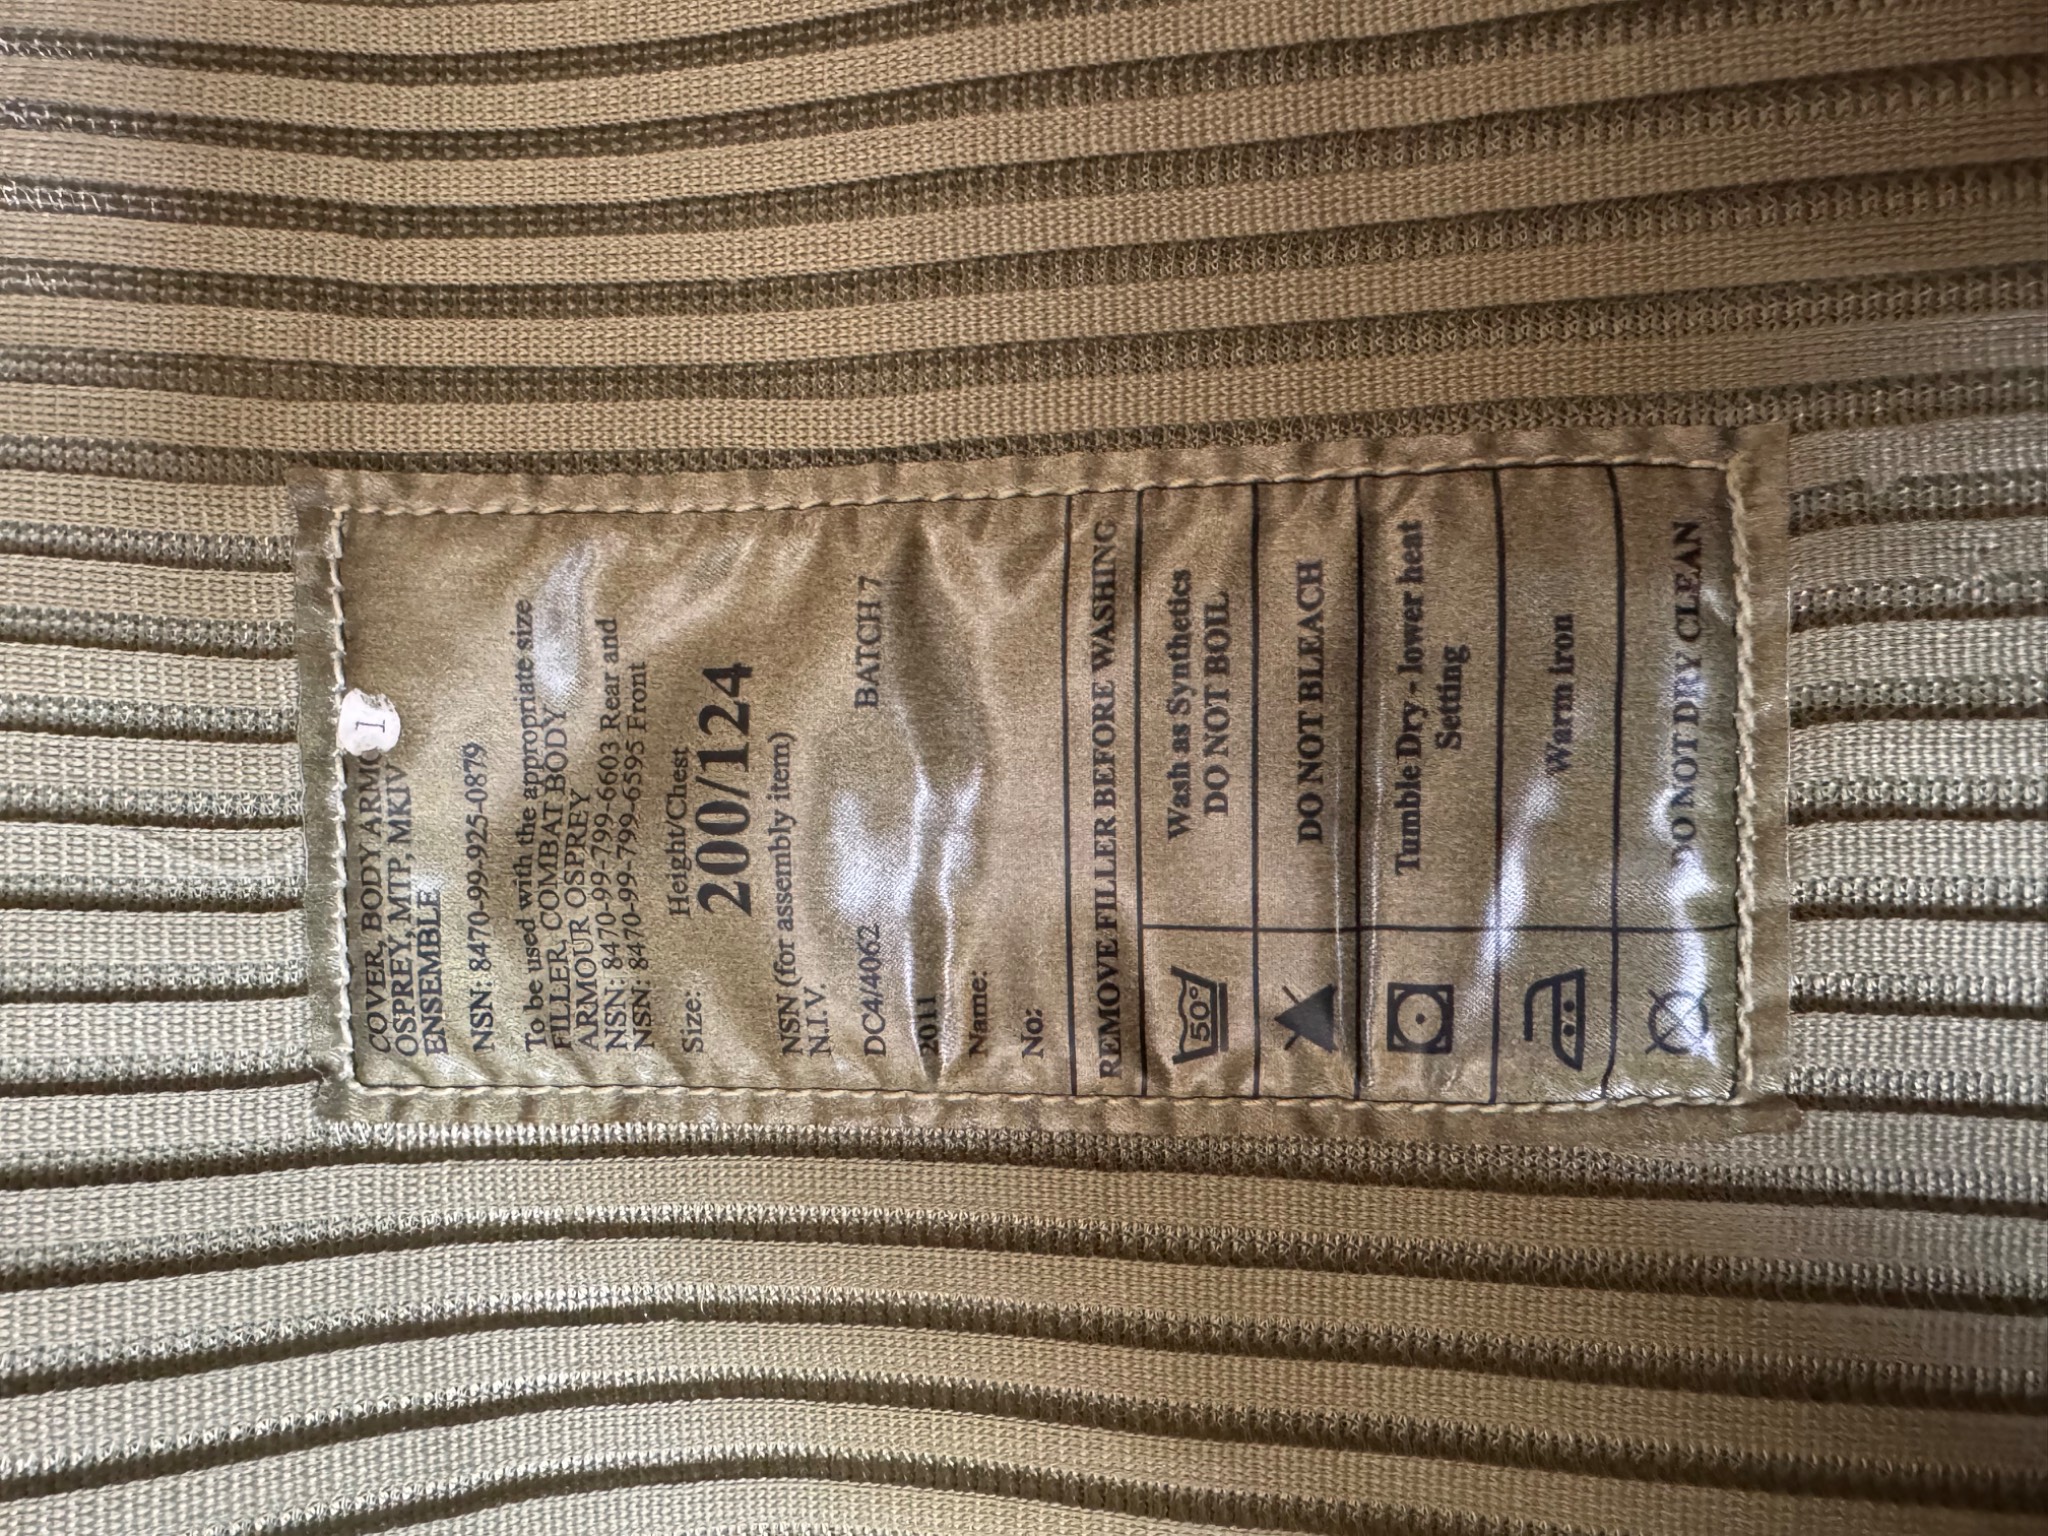 1
COVER, BODY ARMO
OSPREY, MTP, MKIV
ENSEMBLE
NSN: 8470-99-925-0879
To be used with the appropriate size
FILLER, COMBAT BODY
ARMOUR OSPREY
NSN: 8470-99-799-6603 Rear and
NSN: 8470-99-799-6595 Front
Size: Height/Chest
200/124
NSN (for assembly item)
N.I.V.
DC4/4062 BATCH 7
2011
Name:
No:
REMOVE FILLER BEFORE WASHING
50° Wash as Synthetics
DO NOT BOIL
DO NOT BLEACH
Tumble Dry - lower heat
Setting
Warm iron
DO NOT DRY CLEAN